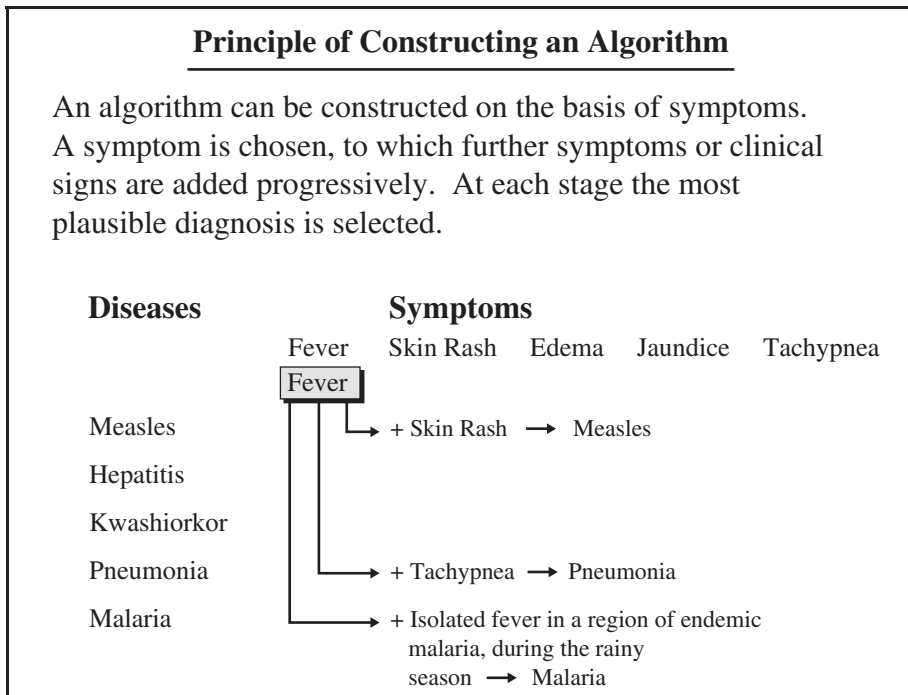 Principle of Constructing an Algorithm
An algorithm can be constructed on the basis of symptoms.
A symptom is chosen, to which further symptoms or clinical
signs are added progressively. At each stage the most
plausible diagnosis is selected.
Diseases Symptoms
Fever Skin Rash Edema Jaundice Tachypnea
Fever
Measles + Skin Rash → Measles
Hepatitis
Kwashiorkor
Pneumonia + Tachypnea → Pneumonia
Malaria + Isolated fever in a region of endemic
malaria, during the rainy
season → Malaria